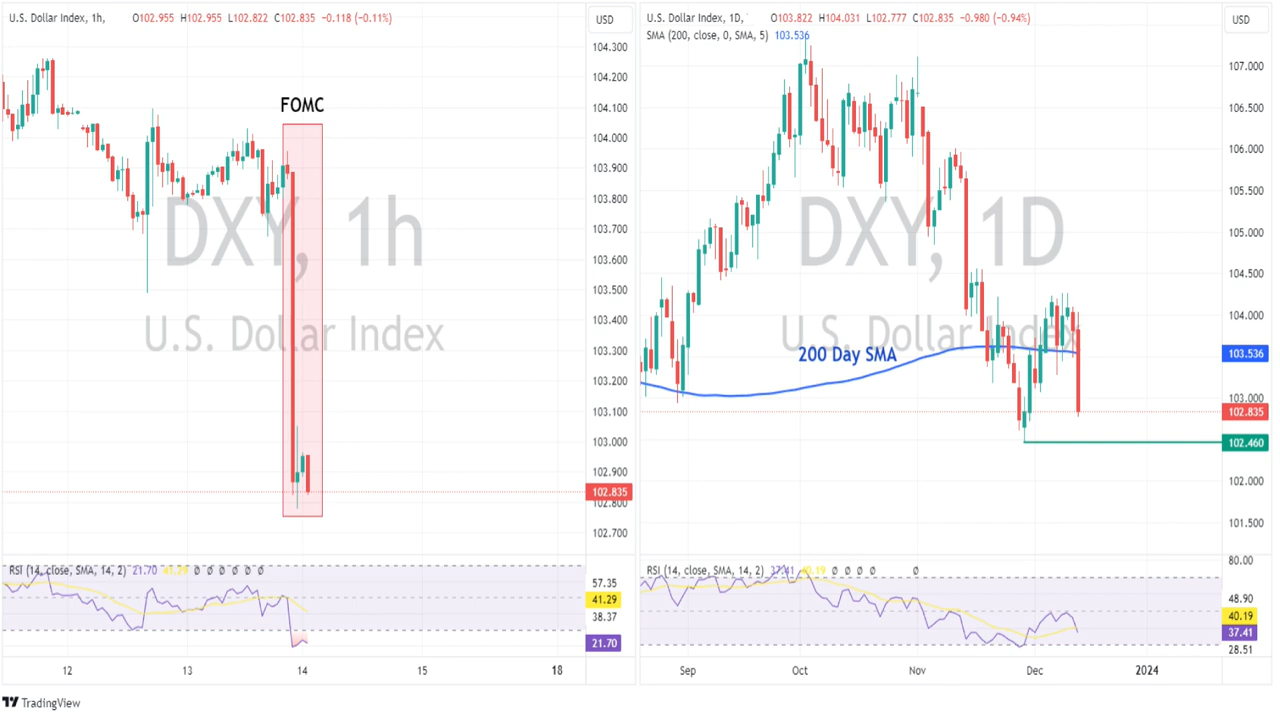 U.S. Dollar Index, 1h, O102.955 H102.955 L102.822 C102.835 -0.118 (-0.11%)
USD
104.300
104.200
104.100
104.000
103.900
103.800
103.700
103.600
103.500
103.400
103.300
103.200
103.100
103.000
102.900
102.835
102.800
102.700
FOMC
DXY, 1h
U.S. Dollar Index
RSI (14, close, SMA, 14, 2) 21.70 41.29 Ø Ø Ø Ø Ø Ø
57.35
41.29
38.37
21.70
12 13 14 15 18
U.S. Dollar Index, 1D, O103.822 H104.031 L102.777 C102.835 -0.980 (-0.94%)
SMA (200, close, 0, SMA, 5) 103.536
USD
107.000
106.500
106.000
105.500
105.000
104.500
104.000
103.536
103.000
102.835
102.460
102.000
101.500
DXY, 1D
U.S. Dollar Index
200 Day SMA
RSI (14, close, SMA, 14, 2) 37.41 40.19 Ø Ø Ø Ø Ø
80.00
48.90
40.19
37.41
28.51
Sep Oct Nov Dec 2024
TradingView